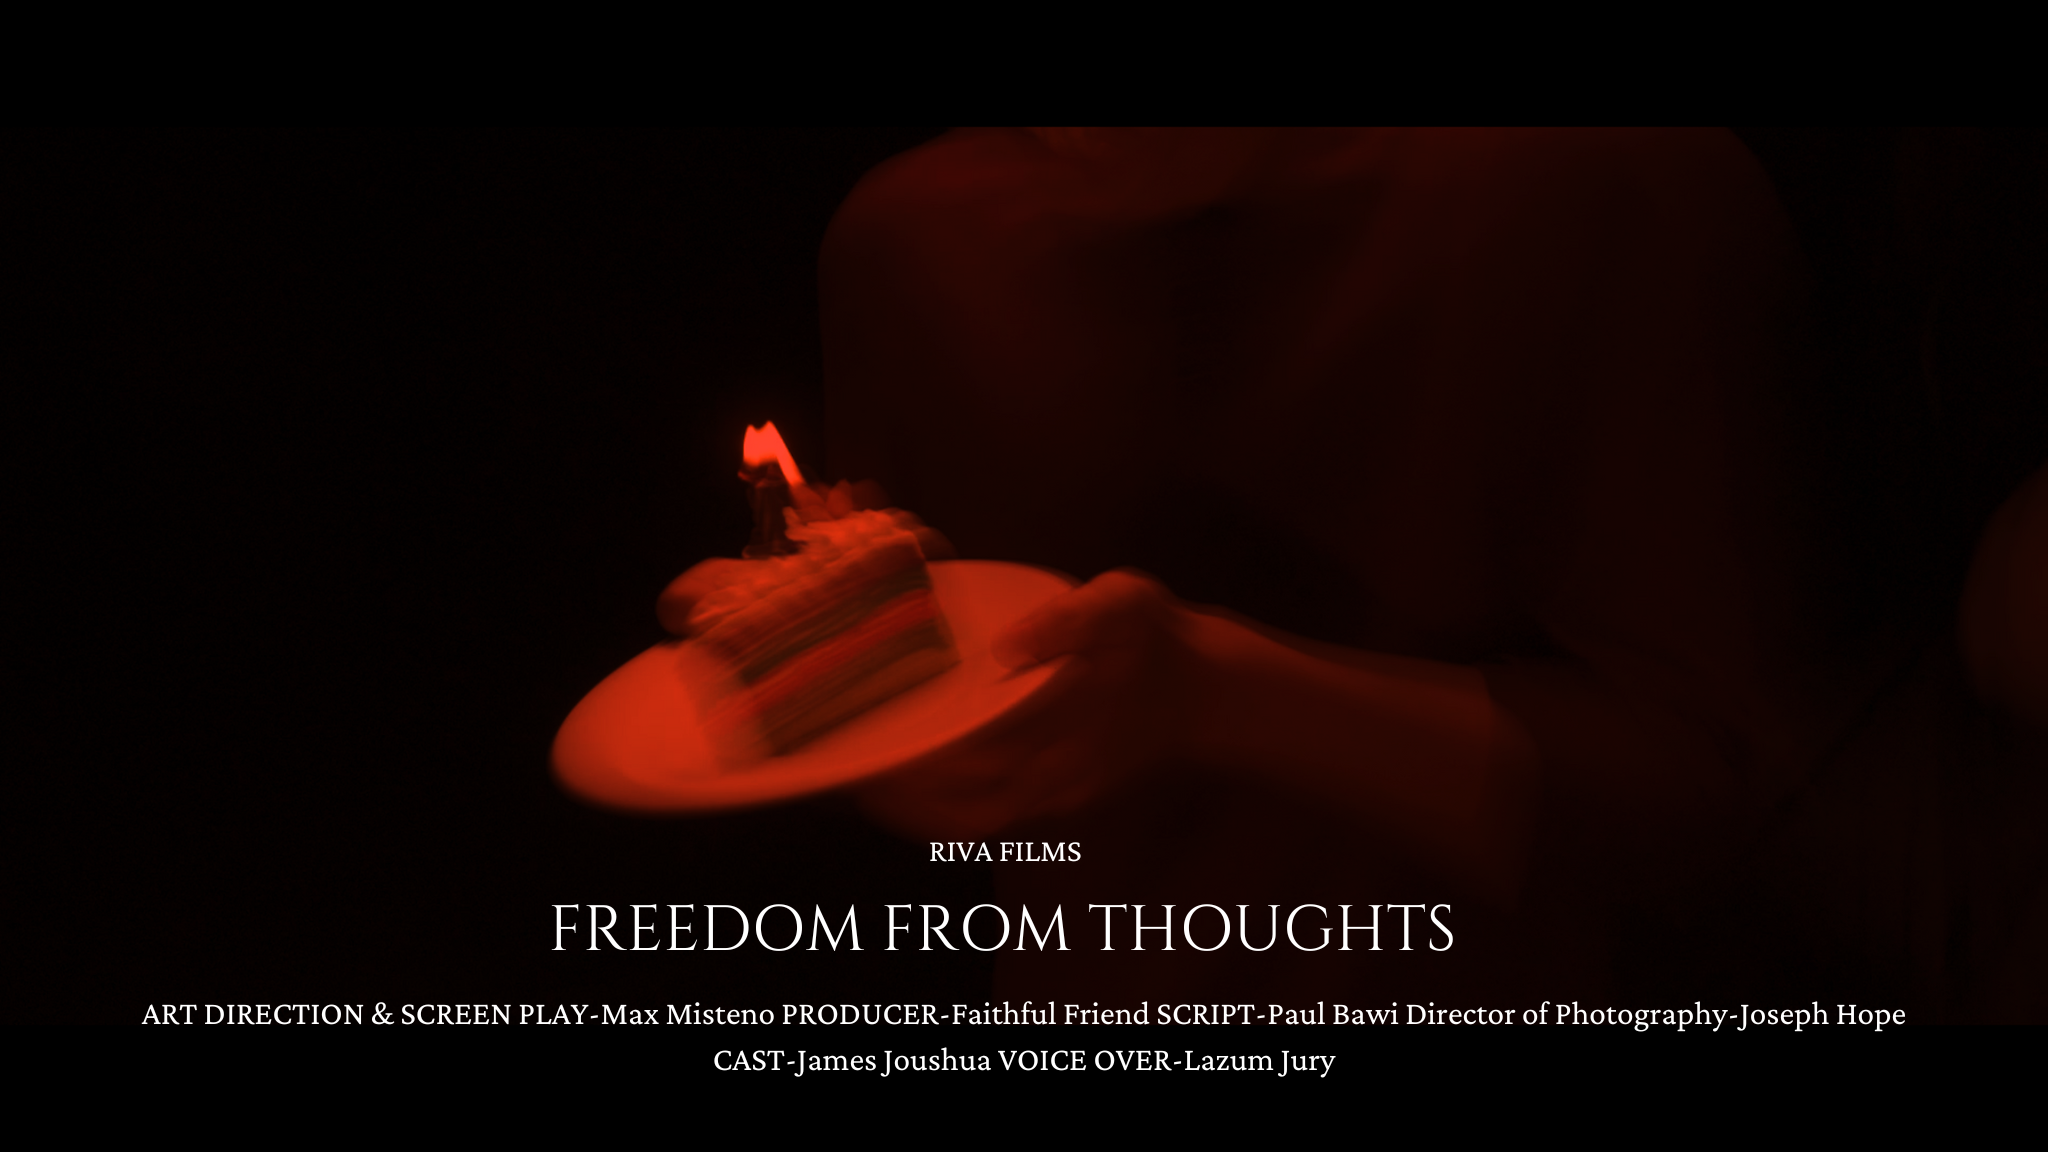 RIVA FILMS
FREEDOM FROM THOUGHTS
ART DIRECTION & SCREEN PLAY-Max Misteno PRODUCER-Faithful Friend SCRIPT-Paul Bawi Director of Photography-Joseph Hope
CAST-James Joushua VOICE OVER-Lazum Jury